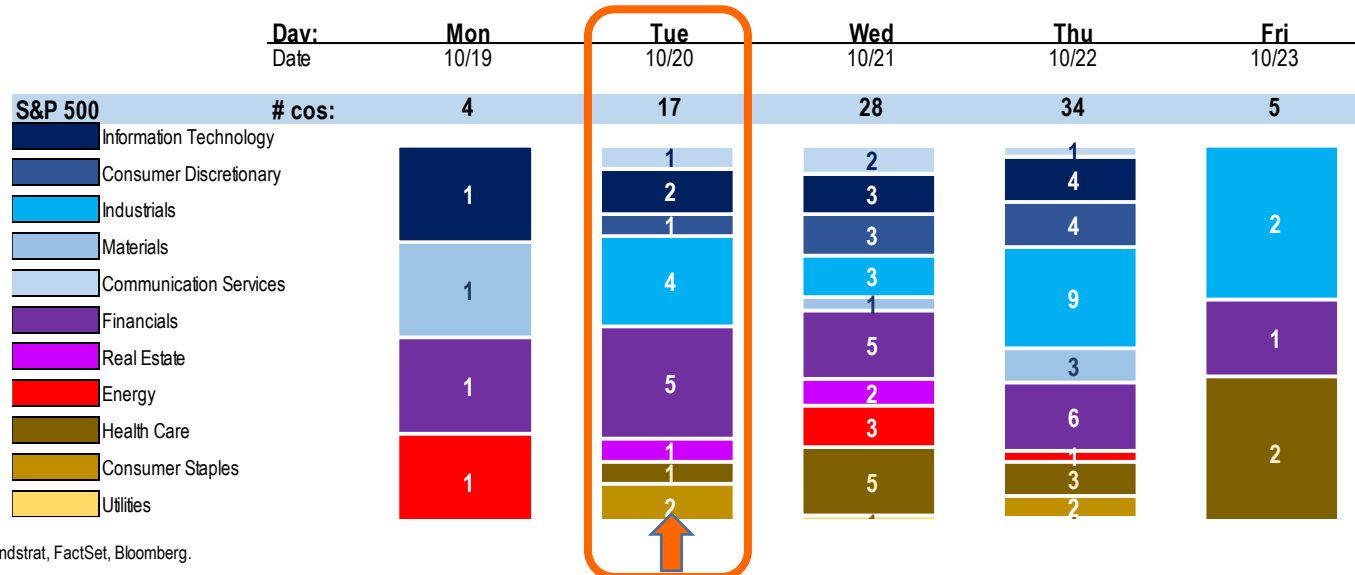 Day: Mon Tue Wed Thu Fri
Date 10/19 10/20 10/21 10/22 10/23
S&P 500 # cos: 4 17 28 34 5
Information Technology
Consumer Discretionary
Industrials
Materials
Communication Services
Financials
Real Estate
Energy
Health Care
Consumer Staples
Utilities
1
1
1
1
1
2
1
4
5
1
1
2
2
3
3
3
1
5
2
3
5
1
4
4
9
3
6
1
3
2
2
1
2
ndstrat, FactSet, Bloomberg.